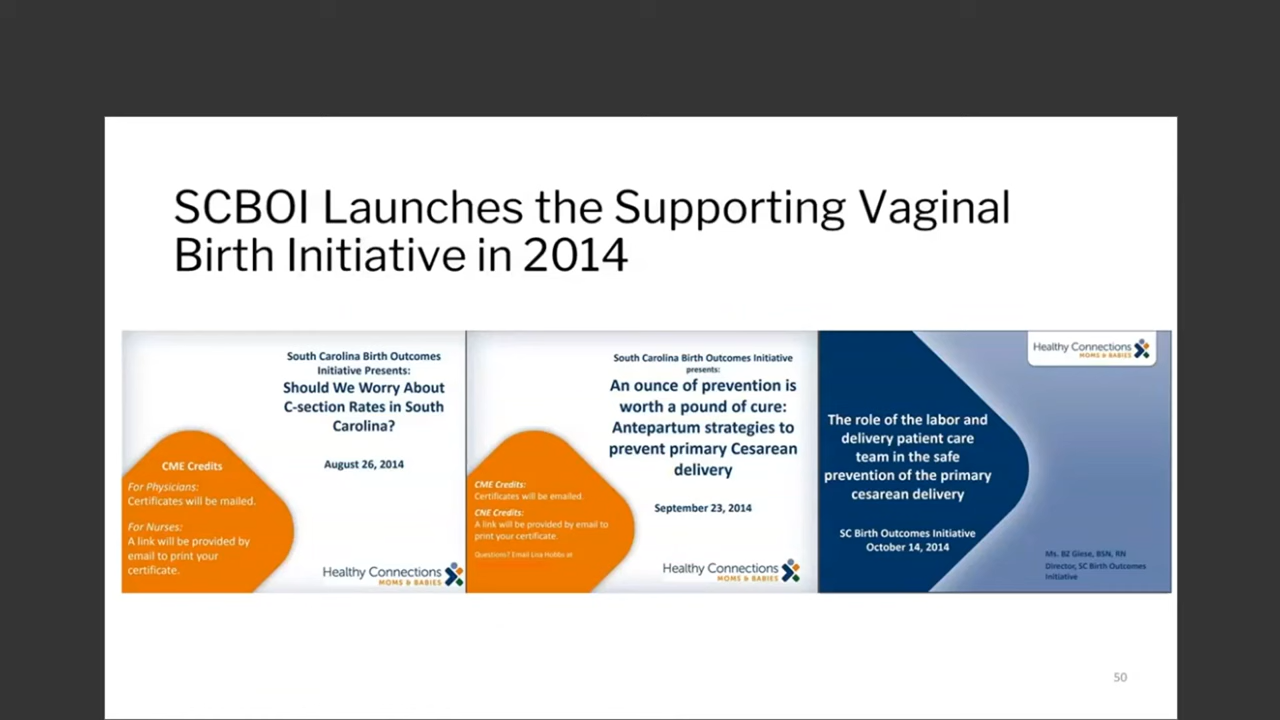 SCBOI Launches the Supporting Vaginal
Birth Initiative in 2014
South Carolina Birth Outcomes
Initiative Presents:
Should We Worry About
C-section Rates in South
Carolina?
August 26, 2014
CME Credits
For Physicians:
Certificates will be mailed.
For Nurses:
A link will be provided by
email to print your
certificate.
Healthy Connections
MOMS & BABIES
South Carolina Birth Outcomes Initiative
presents:
An ounce of prevention is
worth a pound of cure:
Antepartum strategies to
prevent primary Cesarean
delivery
September 23, 2014
CME Credits:
Certificates will be emailed.
CNE Credits:
A link will be provided by email to
print your certificate.
Questions? Email Lisa Hobbs at
Healthy Connections
MOMS & BABIES
Healthy Connections
MOMS & BABIES
The role of the labor and
delivery patient care
team in the safe
prevention of the primary
cesarean delivery
SC Birth Outcomes Initiative
October 14, 2014
Ms. BZ Giese, BSN, RN
Director, SC Birth Outcomes
Initiative
50